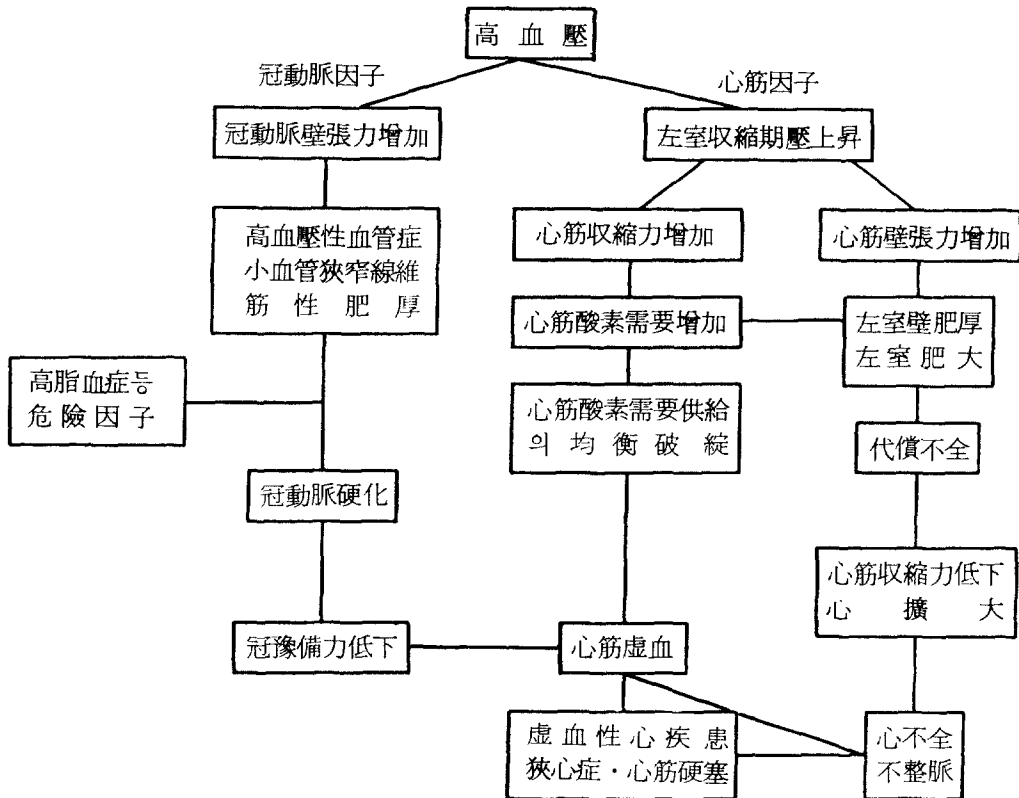 高血壓
冠動脈因子
心筋因子
冠動脈壁張力增加
左室収縮期壓上昇
高血壓性血管症
小血管狹窄線維
筋性肥厚
心筋収縮力增加
心筋壁張力增加
心筋酸素需要增加
左室壁肥厚
左室肥大
高脂血症등
危險因子
心筋酸素需要供給
의均衡破綻
代償不全
冠動脈硬化
心筋収縮力低下
心擴大
冠豫備力低下
心筋虛血
虛血性心疾患
狹心症・心筋硬塞
心不全
不整脈